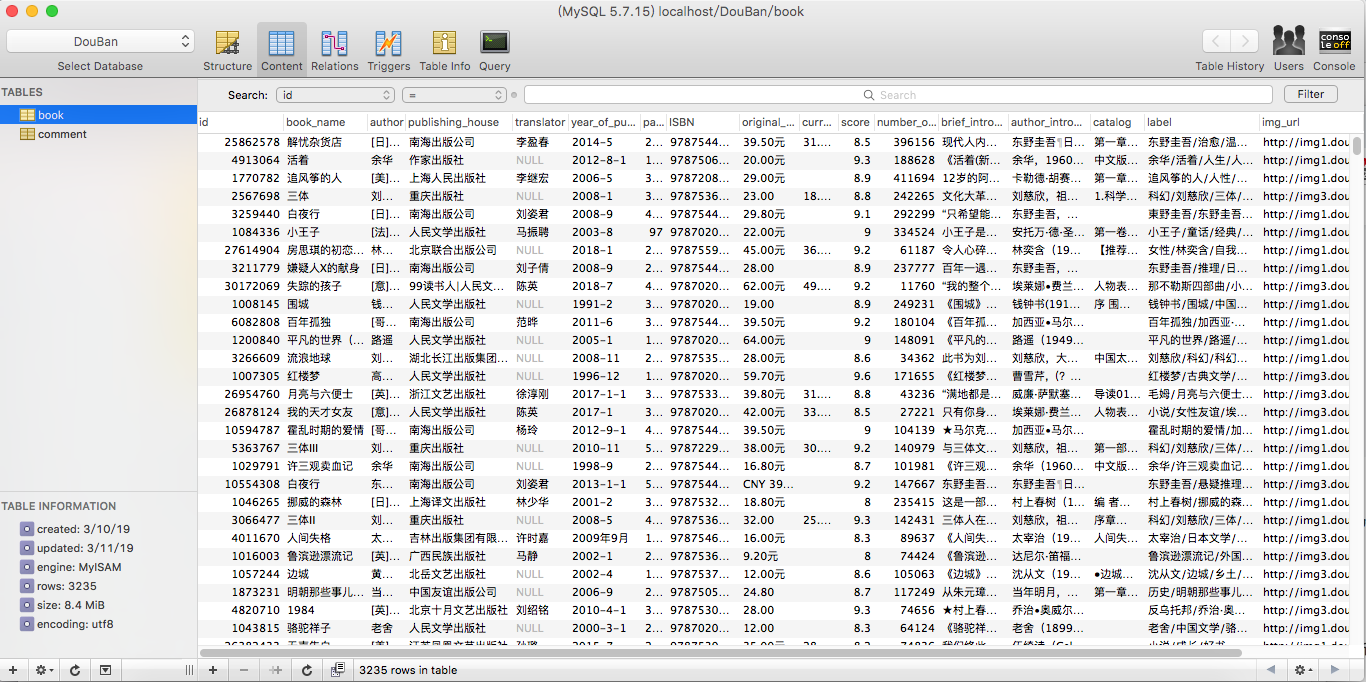 (MySQL 5.7.15) localhost/DouBan/book
DouBan
Select Database
Structure
Content
Relations
Triggers
Table Info
Query
Table History
Users
conso
le off
Console
TABLES
book
comment
Search: id = Search Filter
id book_name author publishing_house translator year_of_pu... pa... ISBN original_... curr... score number_o... brief_intro... author_intro... catalog label img_url
25862578 解忧杂货店 [日]... 南海出版公司 李盈春 2014-5 2... 9787544... 39.50元 31.... 8.5 396156 现代人内... 东野圭吾¶日... 第一章... 东野圭吾/治愈/温... http://img1.dou
4913064 活着 余华 作家出版社 NULL 2012-8-1 1... 9787506... 20.00元 9.3 188628 《活着(新... 余华，1960... 中文版... 余华/活着/人生/人... http://img1.dou
1770782 追风筝的人 [美]... 上海人民出版社 李继宏 2006-5 3... 9787208... 29.00元 8.9 411694 12岁的阿... 卡勒德·胡赛... 第一章... 追风筝的人/人性/... http://img1.dou
2567698 三体 刘... 重庆出版社 NULL 2008-1 3... 9787536... 23.00 18.... 8.8 242265 文化大革... 刘慈欣，祖... 1.科学... 科幻/刘慈欣/三体/... http://img1.dou
3259440 白夜行 [日]... 南海出版公司 刘姿君 2008-9 4... 9787544... 29.80元 9.1 292299 “只希望能... 东野圭吾，... 東野圭吾/东野圭吾... http://img1.dou
1084336 小王子 [法]... 人民文学出版社 马振聘 2003-8 97 9787020... 22.00元 9 334524 小王子是... 安托万·德·圣... 第一卷... 小王子/童话/经典/... http://img1.dou
27614904 房思琪的初恋... 林... 北京联合出版公司 NULL 2018-1 2... 9787559... 45.00元 36.... 9.2 61187 令人心碎... 林奕含（19... 【推荐... 女性/林奕含/自我... http://img1.dou
3211779 嫌疑人X的献身 [日]... 南海出版公司 刘子倩 2008-9 2... 9787544... 28.00 8.9 237777 百年一遇... 东野圭吾，... 东野圭吾/推理/日... http://img1.dou
30172069 失踪的孩子 [意]... 99读书人|人民文... 陈英 2018-7 4... 9787020... 62.00元 49.... 9.2 11760 “我的整个... 埃莱娜•费兰... 人物表... 那不勒斯四部曲/小... http://img1.dou
1008145 围城 钱... 人民文学出版社 NULL 1991-2 3... 9787020... 19.00 8.9 249231 《围城》... 钱钟书(191... 序 围... 钱钟书/围城/中国... http://img1.dou
6082808 百年孤独 [哥... 南海出版公司 范晔 2011-6 3... 9787544... 39.50元 9.2 180104 《百年孤... 加西亚•马尔... 百年孤独/加西亚·... http://img1.dou
1200840 平凡的世界（... 路遥 人民文学出版社 NULL 2005-1 1... 9787020... 64.00元 9 148091 《平凡的... 路遥（1949... 平凡的世界/路遥/... http://img1.dou
3266609 流浪地球 刘... 湖北长江出版集团... NULL 2008-11 2... 9787535... 28.00元 8.6 34362 此书为刘... 刘慈欣，大... 中国太... 刘慈欣/科幻/科幻... http://img1.dou
1007305 红楼梦 高... 人民文学出版社 NULL 1996-12 1... 9787020... 59.70元 9.6 171655 《红楼梦... 曹雪芹，(？ ... 红楼梦/古典文学/... http://img3.dou
26954760 月亮与六便士 [英]... 浙江文艺出版社 徐淳刚 2017-1-1 3... 9787533... 39.80元 31.... 8.8 43236 “满地都是... 威廉·萨默塞... 导读01... 毛姆/月亮与六便士... http://img3.dou
26878124 我的天才女友 [意]... 人民文学出版社 陈英 2017-1 3... 9787020... 42.00元 33.... 8.5 27221 只有你身... 埃莱娜·费兰... 人物表... 小说/女性友谊/埃... http://img3.dou
10594787 霍乱时期的爱情 [哥... 南海出版公司 杨玲 2012-9-1 4... 9787544... 39.50元 9 104139 ★马尔克... 加西亚•马尔... 霍乱时期的爱情/加... http://img1.dou
5363767 三体III 刘... 重庆出版社 NULL 2010-11 5... 9787229... 38.00元 30.... 9.2 140979 与三体文... 刘慈欣，祖... 第一部... 科幻/刘慈欣/三体/... http://img1.dou
1029791 许三观卖血记 余华 南海出版公司 NULL 1998-9 2... 9787544... 16.80元 8.7 101981 《许三观... 余华（1960... 中文版... 余华/许三观卖血记... http://img1.dou
10554308 白夜行 东... 南海出版公司 刘姿君 2013-1-1 5... 9787544... CNY 39... 9.2 147667 东野圭吾... 东野圭吾¶日... 东野圭吾/悬疑推理... http://img3.dou
1046265 挪威的森林 [日]... 上海译文出版社 林少华 2001-2 3... 9787532... 18.80元 8 235415 这是一部... 村上春树（1... 编 者... 村上春树/挪威的森... http://img1.dou
3066477 三体II 刘... 重庆出版社 NULL 2008-5 4... 9787536... 32.00 25.... 9.3 142431 三体人在... 刘慈欣，祖... 序章... 科幻/刘慈欣/三体/... http://img1.dou
4011670 人间失格 太... 吉林出版集团有限... 许时嘉 2009年9月 1... 9787546... 16.00元 8.3 89637 《人间失... 太宰治（19... 人间失... 太宰治/日本文学/... http://img3.dou
1016003 鲁滨逊漂流记 [英]... 广西民族出版社 马静 2002-1 2... 9787536... 9.20元 8 74424 《鲁滨逊... 达尼尔·笛福... 鲁滨逊漂流记/外国... http://img3.dou
1057244 边城 黄... 北岳文艺出版社 NULL 2002-4 1... 9787537... 12.00元 8.6 105063 《边城》... 沈从文（19... •边城... 沈从文/边城/乡土/... http://img3.dou
1873231 明朝那些事儿... 当... 中国友谊出版公司 NULL 2006-9 2... 9787505... 24.80 8.7 117249 从朱元璋... 当年明月，... 第一章... 历史/明朝那些事儿... http://img3.dou
4820710 1984 [英]... 北京十月文艺出版社 刘绍铭 2010-4-1 3... 9787530... 28.00 9.3 74656 ★村上春... 乔治•奥威尔... 反乌托邦/乔治·奥... http://img1.dou
1043815 骆驼祥子 老舍 人民文学出版社 NULL 2000-3-1 2... 9787020... 12.00 8.3 64124 《骆驼祥... 老舍（1899... 老舍/中国文学/骆... http://img1.dou
TABLE INFORMATION
created: 3/10/19
updated: 3/11/19
engine: MyISAM
rows: 3235
size: 8.4 MiB
encoding: utf8
3235 rows in table